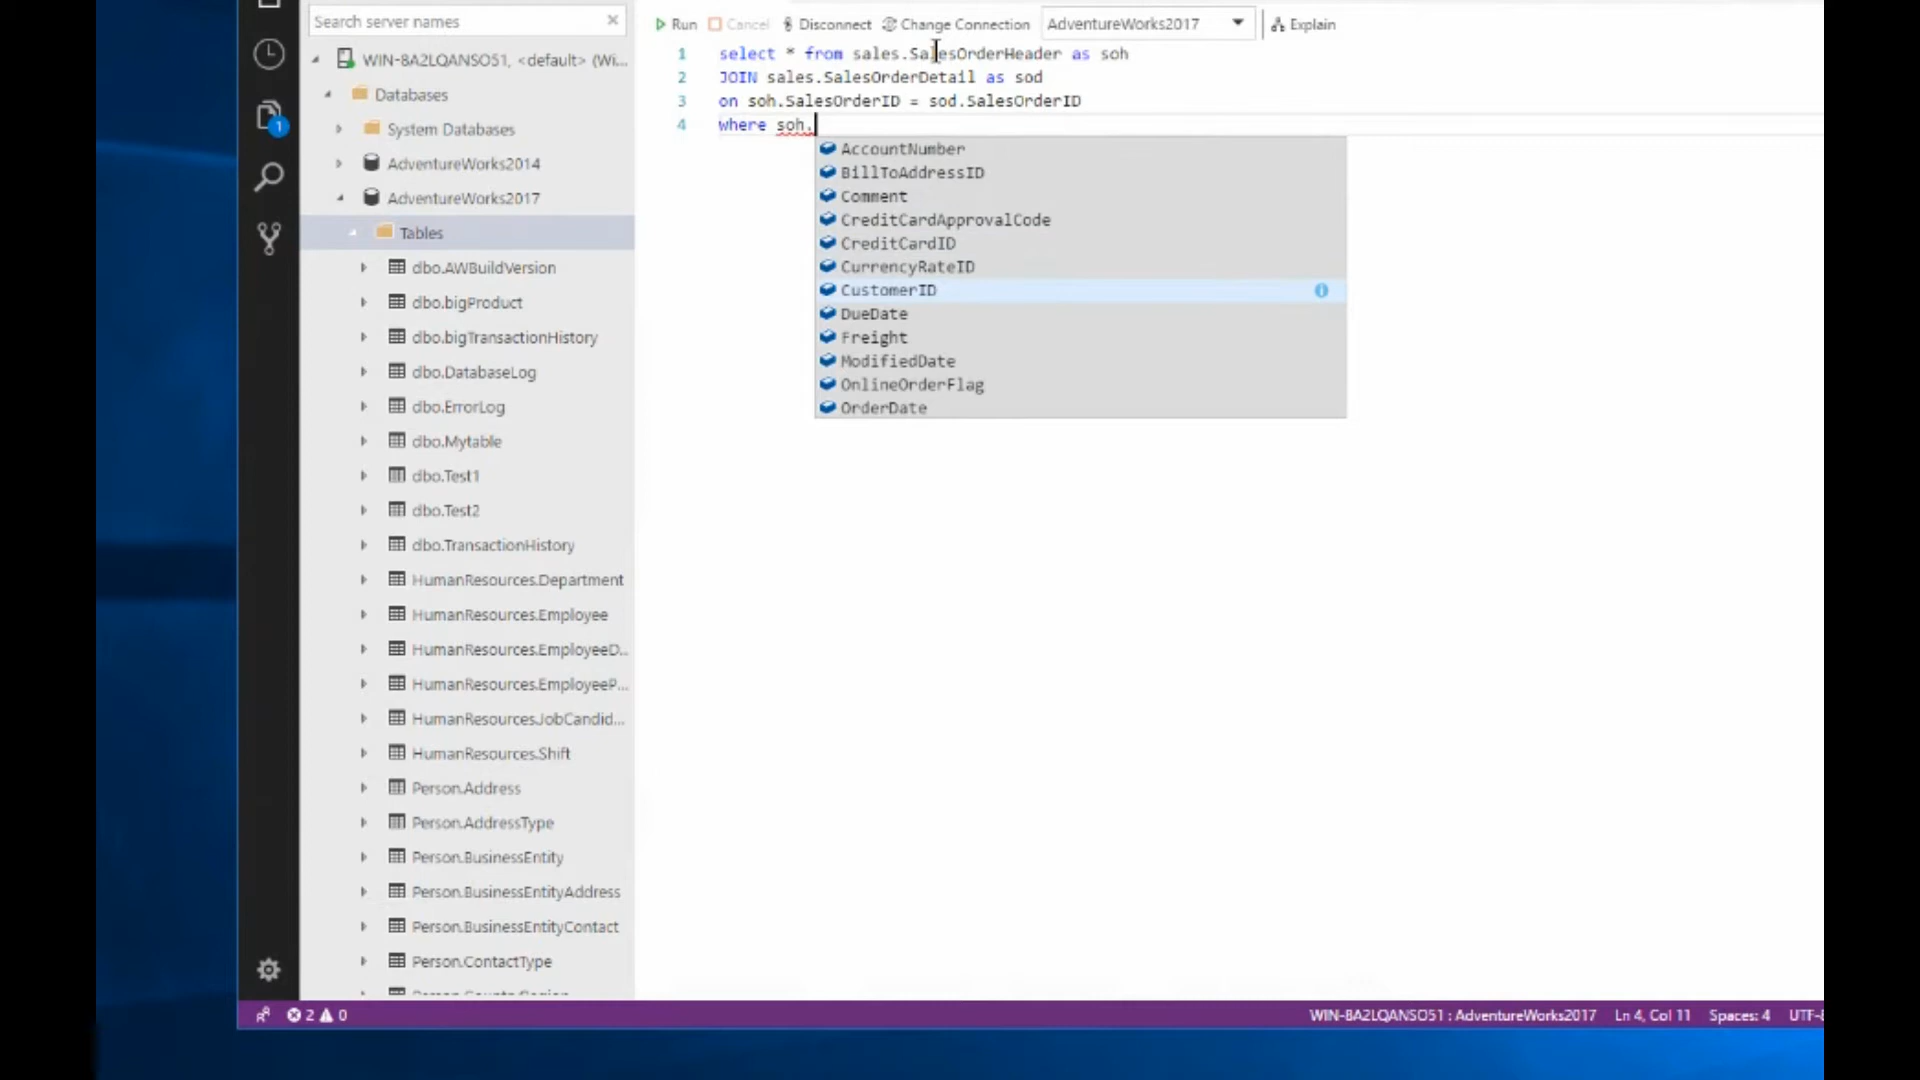 Search server names
WIN-8A2LQANSO51, <default> (Wi...
Databases
System Databases
AdventureWorks2014
AdventureWorks2017
Tables
dbo.AWBuildVersion
dbo.bigProduct
dbo.bigTransactionHistory
dbo.DatabaseLog
dbo.ErrorLog
dbo.Mytable
dbo.Test1
dbo.Test2
dbo.TransactionHistory
HumanResources.Department
HumanResources.Employee
HumanResources.EmployeeD...
HumanResources.EmployeeP...
HumanResources.JobCandid...
HumanResources.Shift
Person.Address
Person.AddressType
Person.BusinessEntity
Person.BusinessEntityAddress
Person.BusinessEntityContact
Person.ContactType
1
Run Cancel Disconnect Change Connection AdventureWorks2017 Explain
1 select * from sales.SalesOrderHeader as soh
2 JOIN sales.SalesOrderDetail as sod
3 on soh.SalesOrderID = sod.SalesOrderID
4 where soh.
AccountNumber
BillToAddressID
Comment
CreditCardApprovalCode
CreditCardID
CurrencyRateID
CustomerID
DueDate
Freight
ModifiedDate
OnlineOrderFlag
OrderDate
2 0 WIN-8A2LQANSO51 : AdventureWorks2017 Ln 4, Col 11 Spaces: 4